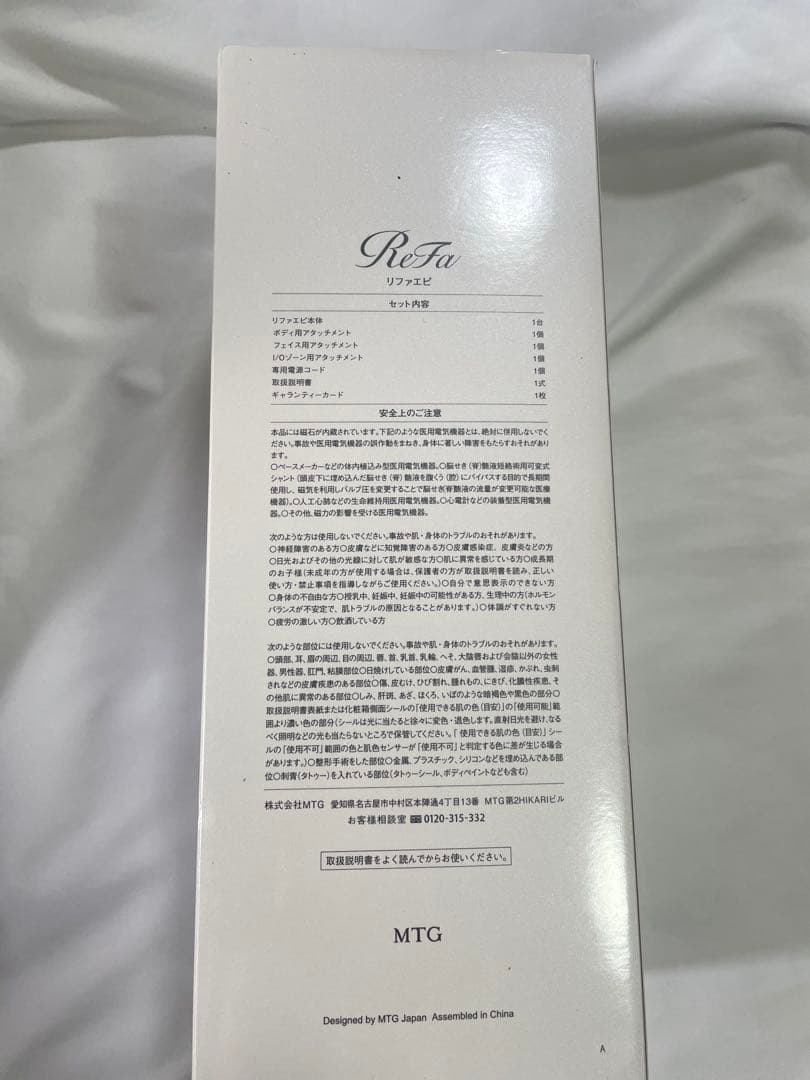 ReFa
リファエピ
セット内容
リファエピ本体 1台
ボディ用アタッチメント 1個
フェイス用アタッチメント 1個
I/Oゾーン用アタッチメント 1個
専用電源コード 1個
取扱説明書 1式
ギャランティーカード 1枚
安全上のご注意
本品には磁石が内蔵されています。下記のような医用電気機器とは、絶対に併用しないでく
ださい。事故や医用電気機器の誤作動をまねき、身体に著しい障害をもたらすおそれがあり
ます。
○ペースメーカーなどの体内植込み型医用電気機器。○脳せき（脊）髄液短絡術用可変式
シャント（頭皮下に埋め込んだ脳せき（脊）髄液を腹くう（腔）にバイパスする目的で長期間
使用し、磁気を利用しバルブ圧を変更することで脳せき（脊）髄液の流量が変更可能な医療
機器）。○人工心肺などの生命維持用医用電気機器。○心電計などの装着型医用電気機
器。○その他、磁力の影響を受ける医用電気機器。
次のような方は使用しないでください。事故や肌・身体のトラブルのおそれがあります。
○神経障害のある方○皮膚などに知覚障害のある方○皮膚感染症、皮膚炎などの方
○日光およびその他の光線に対して肌が敏感な方○肌に異常を感じている方○成長期
のお子様（未成年の方が使用する場合は、保護者の方が取扱説明書を読み、正しい
使い方・禁止事項を指導しながらご使用ください。）○自分で意思表示のできない方
○身体の不自由な方○授乳中、妊娠中、妊娠中の可能性がある方、生理中の方（ホルモン
バランスが不安定で、肌トラブルの原因となることがあります。）○体調がすぐれない方
○疲労の激しい方○飲酒している方
次のような部位には使用しないでください。事故や肌・身体のトラブルのおそれがあります。
○頭部、耳、眉の周辺、目の周辺、唇、首、乳首、乳輪、へそ、大陰唇および会陰以外の女性
器、男性器、肛門、粘膜部位○日焼けしている部位○皮膚がん、血管腫、湿疹、かぶれ、虫刺
されなどの皮膚疾患のある部位○傷、皮むけ、ひび割れ、腫れもの、にきび、化膿性疾患、そ
の他肌に異常のある部位○しみ、肝斑、あざ、ほくろ、いぼのような暗褐色や黒色の部分○
取扱説明書表紙または化粧箱側面シールの「使用できる肌の色（目安）」の「使用可能」範
囲より濃い色の部分（シールは光に当たると徐々に変色・退色します。直射日光を避け、なる
べく照明などの光も当たらないところで保管してください。「使用できる肌の色（目安）」シー
ルの「使用不可」範囲の色と肌色センサーが「使用不可」と判定する色に差が生じる場合
があります。）○整形手術をした部位○金属、プラスチック、シリコンなどを埋め込んである部
位○刺青（タトゥー）を入れている部位（タトゥーシール、ボディペイントなども含む）
株式会社MTG 愛知県名古屋市中村区本陣通4丁目13番 MTG第2HIKARIビル
お客様相談室 0120-315-332
取扱説明書をよく読んでからお使いください。
MTG
Designed by MTG Japan Assembled in China
A